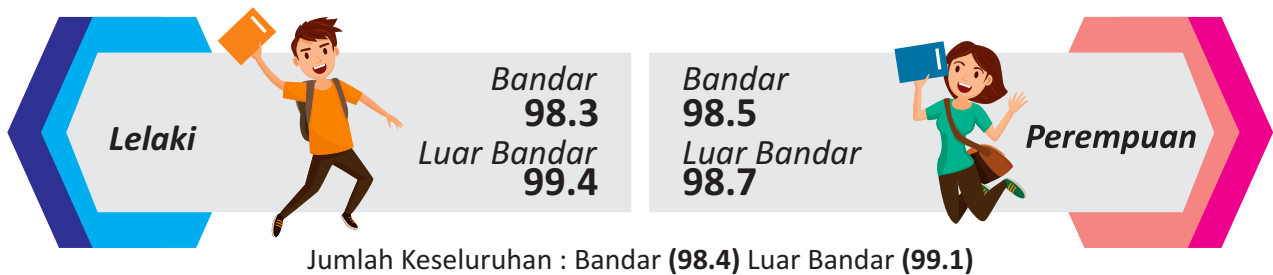 Lelaki
Bandar
98.3
Luar Bandar
99.4
Bandar
98.5
Luar Bandar
98.7
Perempuan
Jumlah Keseluruhan : Bandar (98.4) Luar Bandar (99.1)